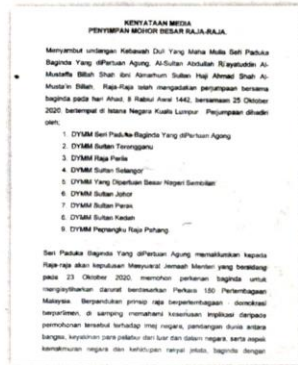 KENYATAAN MEDIA
PENYIMPAN MOHOR BESAR RAJA-RAJA.
Menyambut undangan Kebawah Duli Yang Maha Mulia Seri Paduka
Baginda Yang diPertuan Agung, Al-Sultan Abdullah Ri'ayatuddin Al-
Mustaffa Billah Shah ibni Almarhum Sultan Haji Ahmad Shah Al-
Musta'in Billah, Raja-Raja telah mengadakan perjumpaan bersama
baginda pada hari Ahad, 8 Rabiul Awal 1442, bersamaan 25 Oktober
2020, bertempat di Istana Negara Kuala Lumpur. Perjumpaan dihadiri
oleh;
1. DYMM Seri Paduka Baginda Yang diPertuan Agong
2. DYMM Sultan Terengganu
3. DYMM Raja Perlis
4. DYMM Sultan Selangor
5. DYMM Yang Dipertuan Besar Negeri Sembilan
6. DYMM Sultan Johor
7. DYMM Sultan Perak
8. DYMM Sultan Kedah
9. DYMM Pemangku Raja Pahang
Seri Paduka Baginda Yang diPertuan Agong memaklumkan kepada
Raja-raja akan keputusan Mesyuarat Jemaah Menteri yang bersidang
pada 23 Oktober 2020, memohon perkenan baginda untuk
mengisytiharkan darurat berdasarkan Perkara 150 Perlembagaan
Malaysia. Berpandukan prinsip raja berperlembagaan - demokrasi
berparlimen, di samping memahami keseriusan implikasi daripada
permohonan tersebut terhadap imej negara, pandangan dunia antara
bangsa, keyakinan para pelabur dari luar dan dalam negara, serta aspek
kemakmuran negara dan kehidupan rakyat jelata, baginda dengan